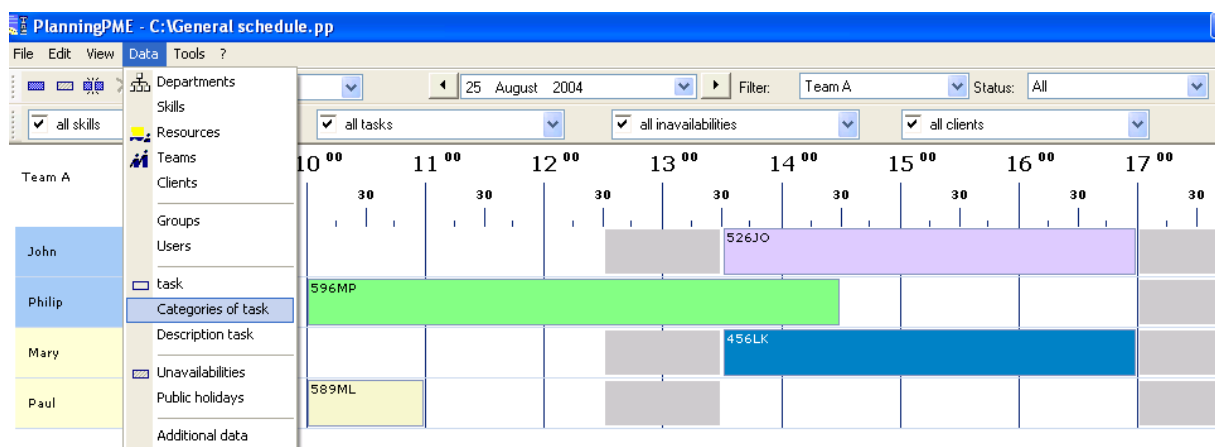 PlanningPME - C:\General schedule.pp
File Edit View Data Tools ?
25 August 2004 Filter: Team A Status: All
all skills all tasks all inavailabilities all clients
Departments
Skills
Resources
Teams
Clients
Groups
Users
task
Categories of task
Description task
Unavailabilities
Public holidays
Additional data
Team A 10 00 11 00 12 00 13 00 14 00 15 00 16 00 17 00
30 30 30 30 30 30 30 30
John 526JO
Philip 596MP
Mary 456LK
Paul 589ML